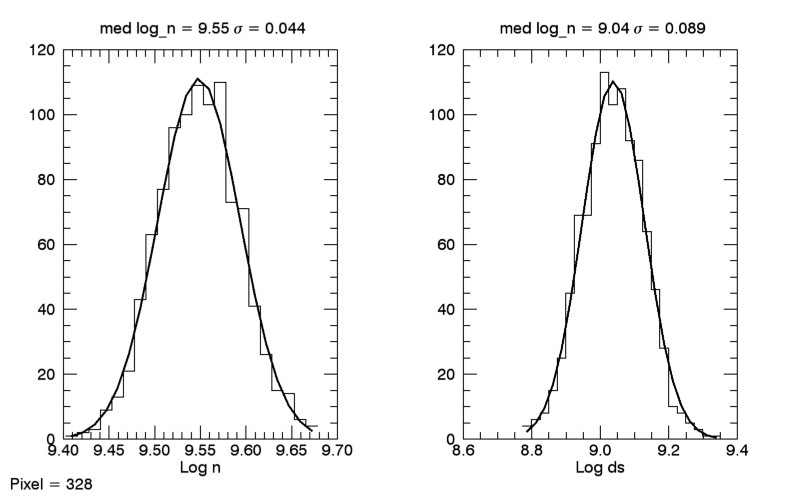 med log_n = 9.55 σ = 0.044
120
100
80
60
40
20
0
9.40 9.45 9.50 9.55 9.60 9.65 9.70
Log n
med log_n = 9.04 σ = 0.089
120
100
80
60
40
20
0
8.6 8.8 9.0 9.2 9.4
Log ds
Pixel = 328